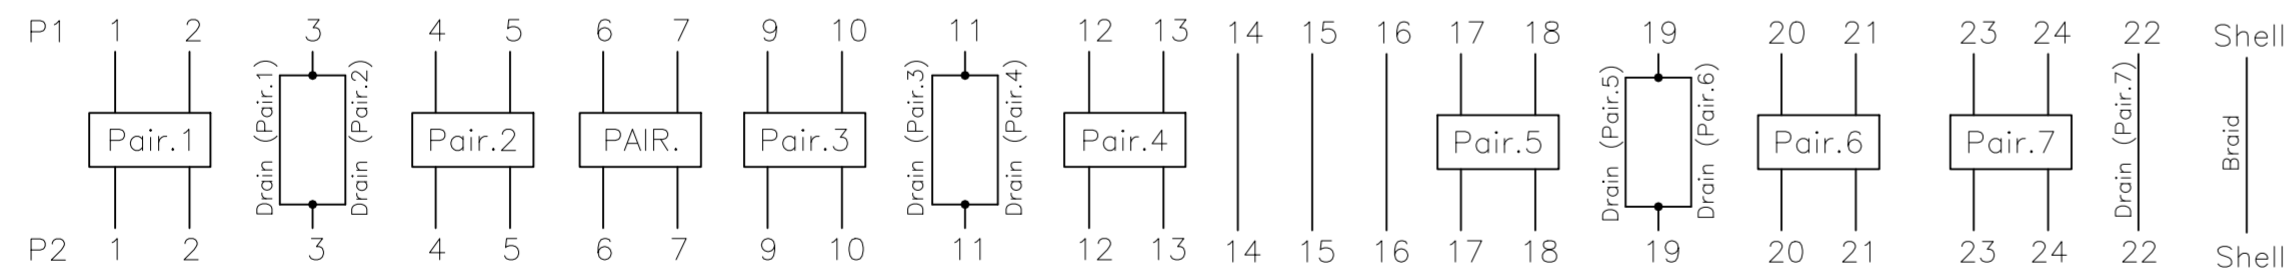 P1 1 2 3 4 5 6 7 9 10 11 12 13 14 15 16 17 18 19 20 21 23 24 22 Shell
Drain (Pair.1) Drain (Pair.2) Drain (Pair.3) Drain (Pair.4) Drain (Pair.5) Drain (Pair.6) Drain (Pair.7) Braid
Pair.1 Pair.2 PAIR. Pair.3 Pair.4 Pair.5 Pair.6 Pair.7
P2 1 2 3 4 5 6 7 9 10 11 12 13 14 15 16 17 18 19 20 21 23 24 22 Shell